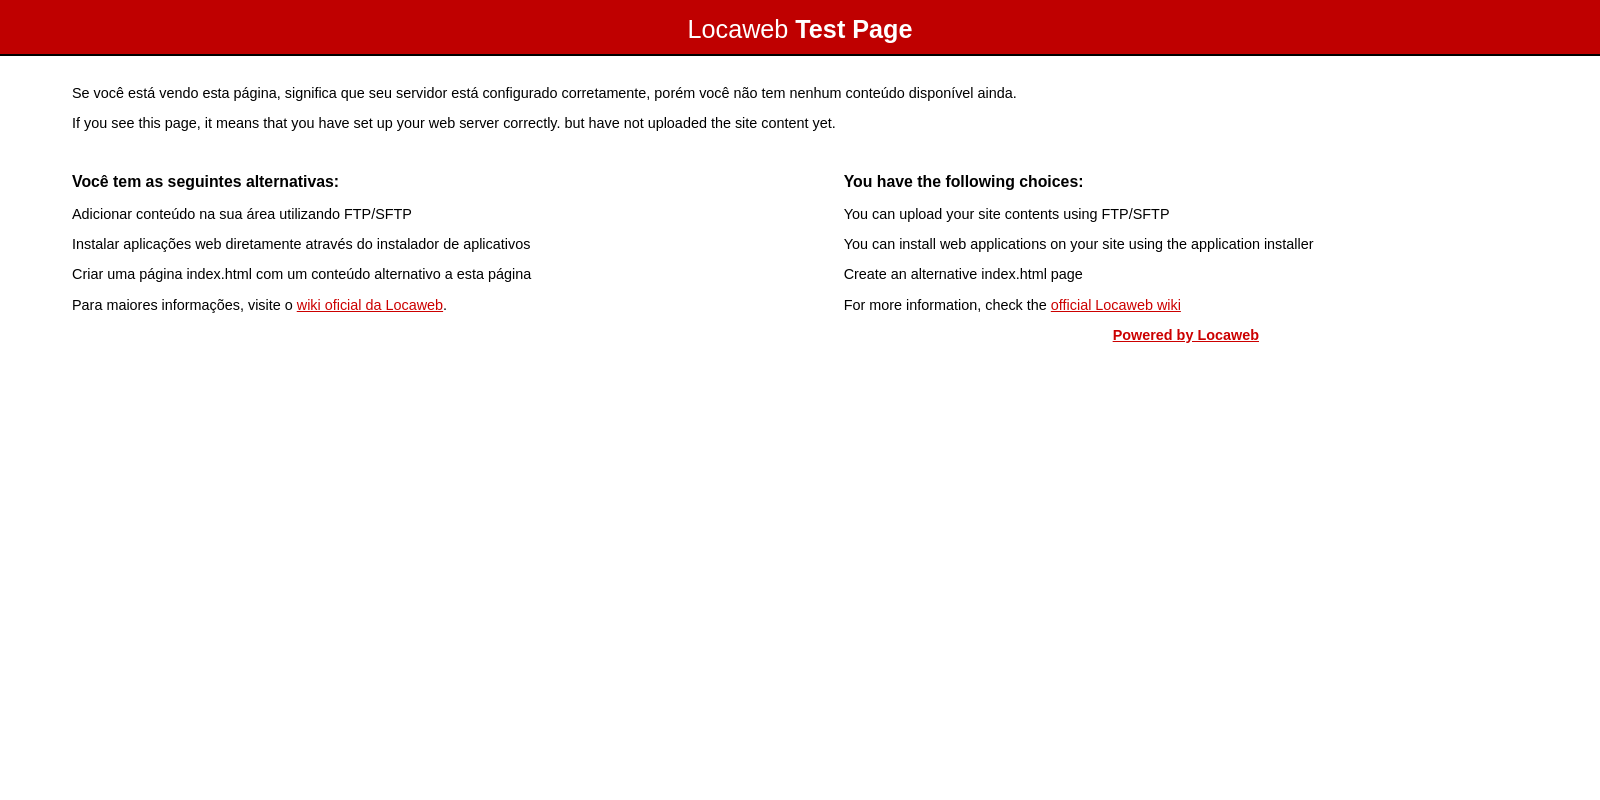 Locaweb Test Page
Se você está vendo esta página, significa que seu servidor está configurado corretamente, porém você não tem nenhum conteúdo disponível ainda.
If you see this page, it means that you have set up your web server correctly. but have not uploaded the site content yet.
Você tem as seguintes alternativas:
Adicionar conteúdo na sua área utilizando FTP/SFTP
Instalar aplicações web diretamente através do instalador de aplicativos
Criar uma página index.html com um conteúdo alternativo a esta página
Para maiores informações, visite o wiki oficial da Locaweb.
You have the following choices:
You can upload your site contents using FTP/SFTP
You can install web applications on your site using the application installer
Create an alternative index.html page
For more information, check the official Locaweb wiki
Powered by Locaweb